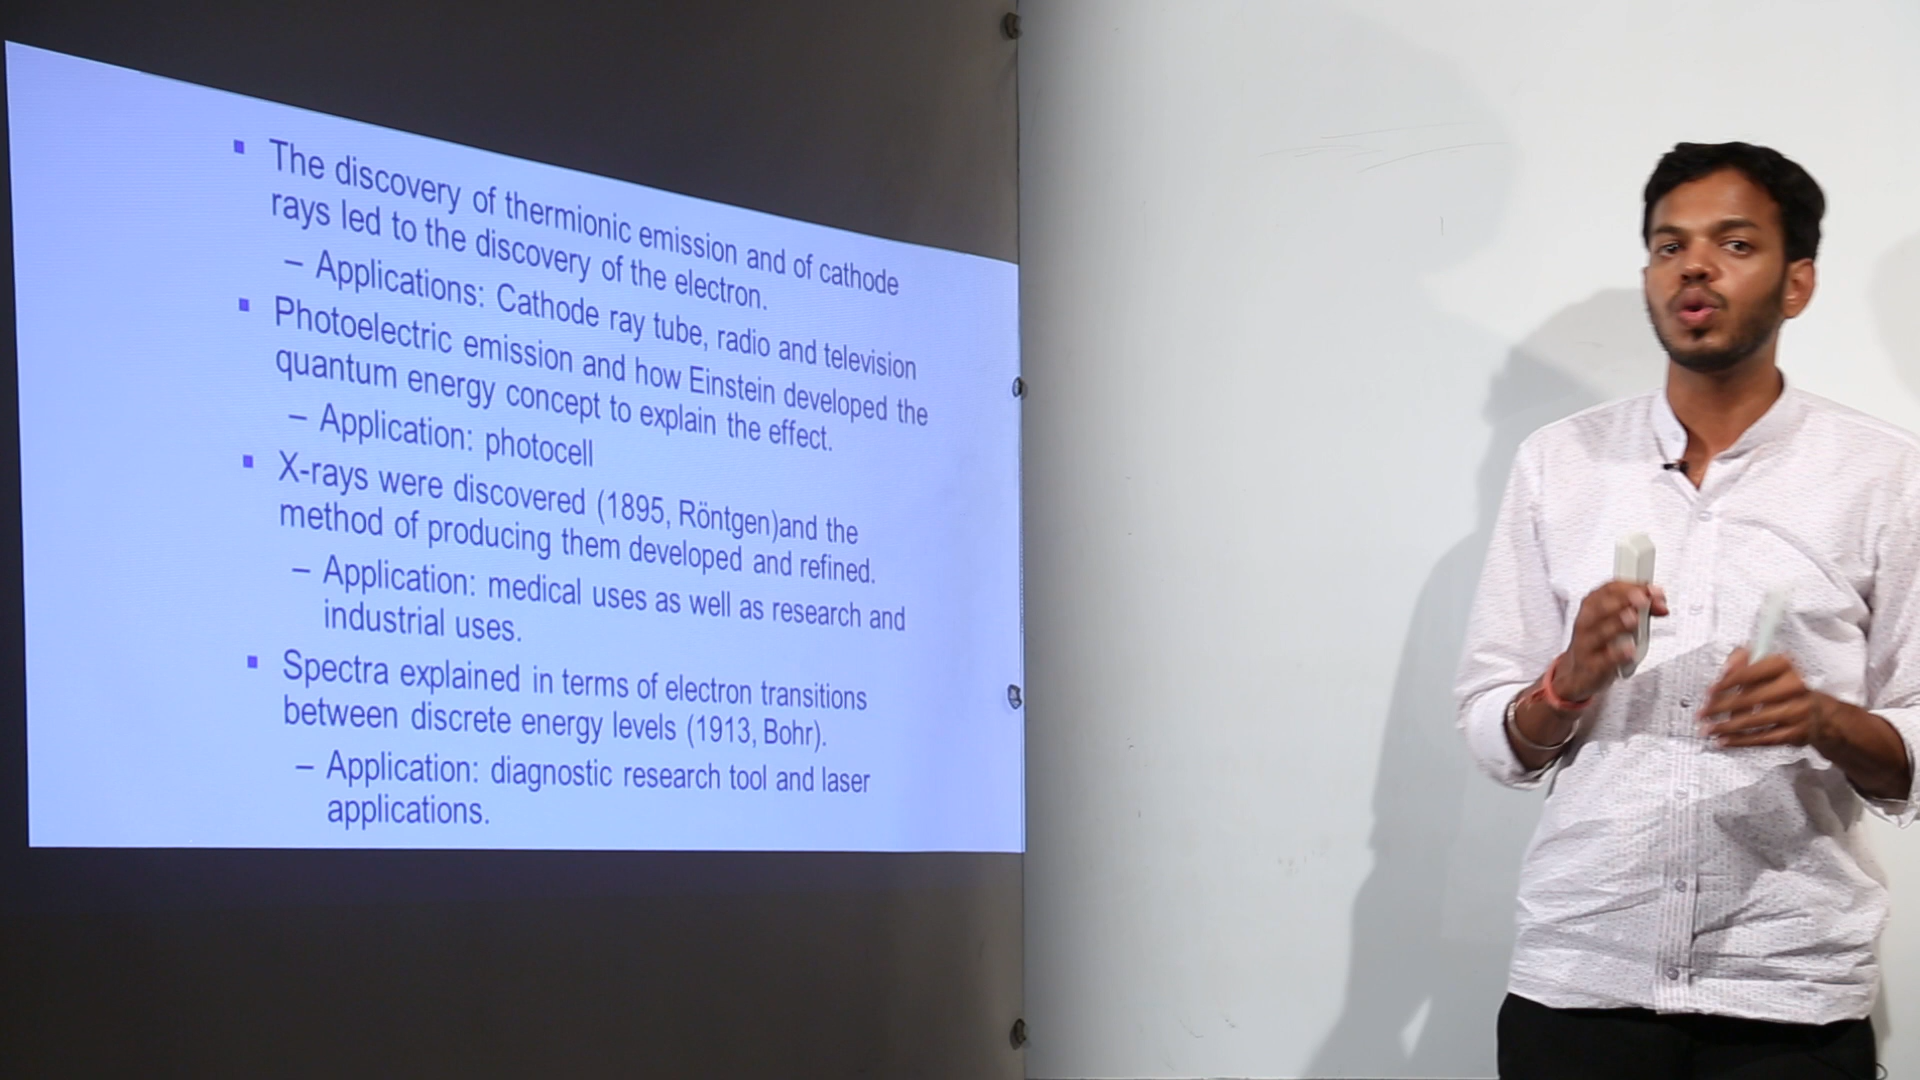 ▪ The discovery of thermionic emission and of cathode
rays led to the discovery of the electron.
– Applications: Cathode ray tube, radio and television
▪ Photoelectric emission and how Einstein developed the
quantum energy concept to explain the effect.
– Application: photocell
▪ X-rays were discovered (1895, Röntgen)and the
method of producing them developed and refined.
– Application: medical uses as well as research and
industrial uses.
▪ Spectra explained in terms of electron transitions
between discrete energy levels (1913, Bohr).
– Application: diagnostic research tool and laser
applications.